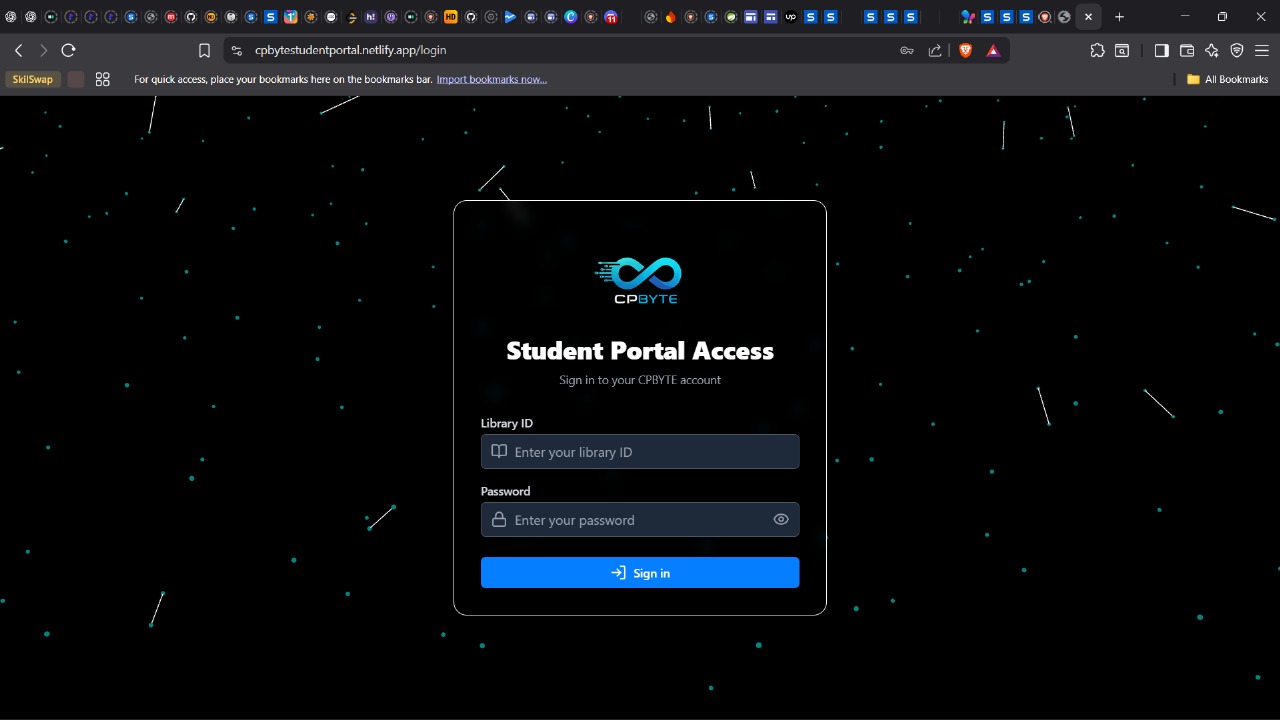 cpbytestudentportal.netlify.app/login
SkilSwap
For quick access, place your bookmarks here on the bookmarks bar. Import bookmarks now...
All Bookmarks
CPBYTE
Student Portal Access
Sign in to your CPBYTE account
Library ID
Enter your library ID
Password
Enter your password
Sign in